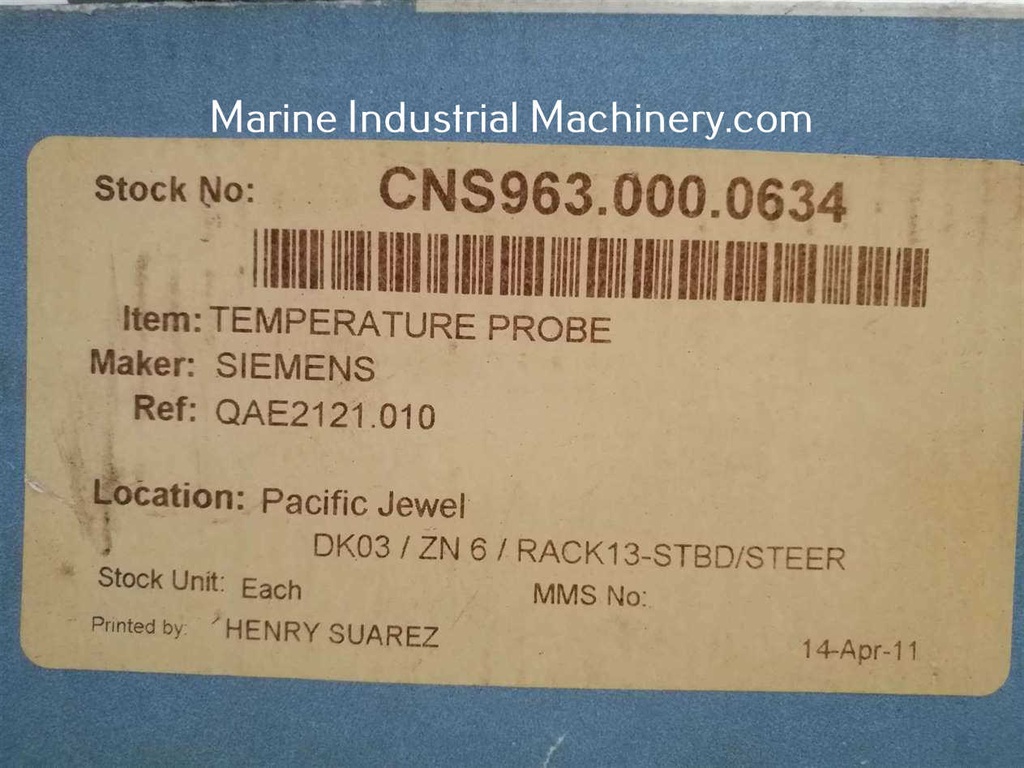 Marine Industrial Machinery.com
Stock No: CNS963.000.0634
Item: TEMPERATURE PROBE
Maker: SIEMENS
Ref: QAE2121.010
Location: Pacific Jewel
DK03 / ZN 6 / RACK13-STBD/STEER
Stock Unit: Each MMS No:
Printed by: HENRY SUAREZ 14-Apr-11